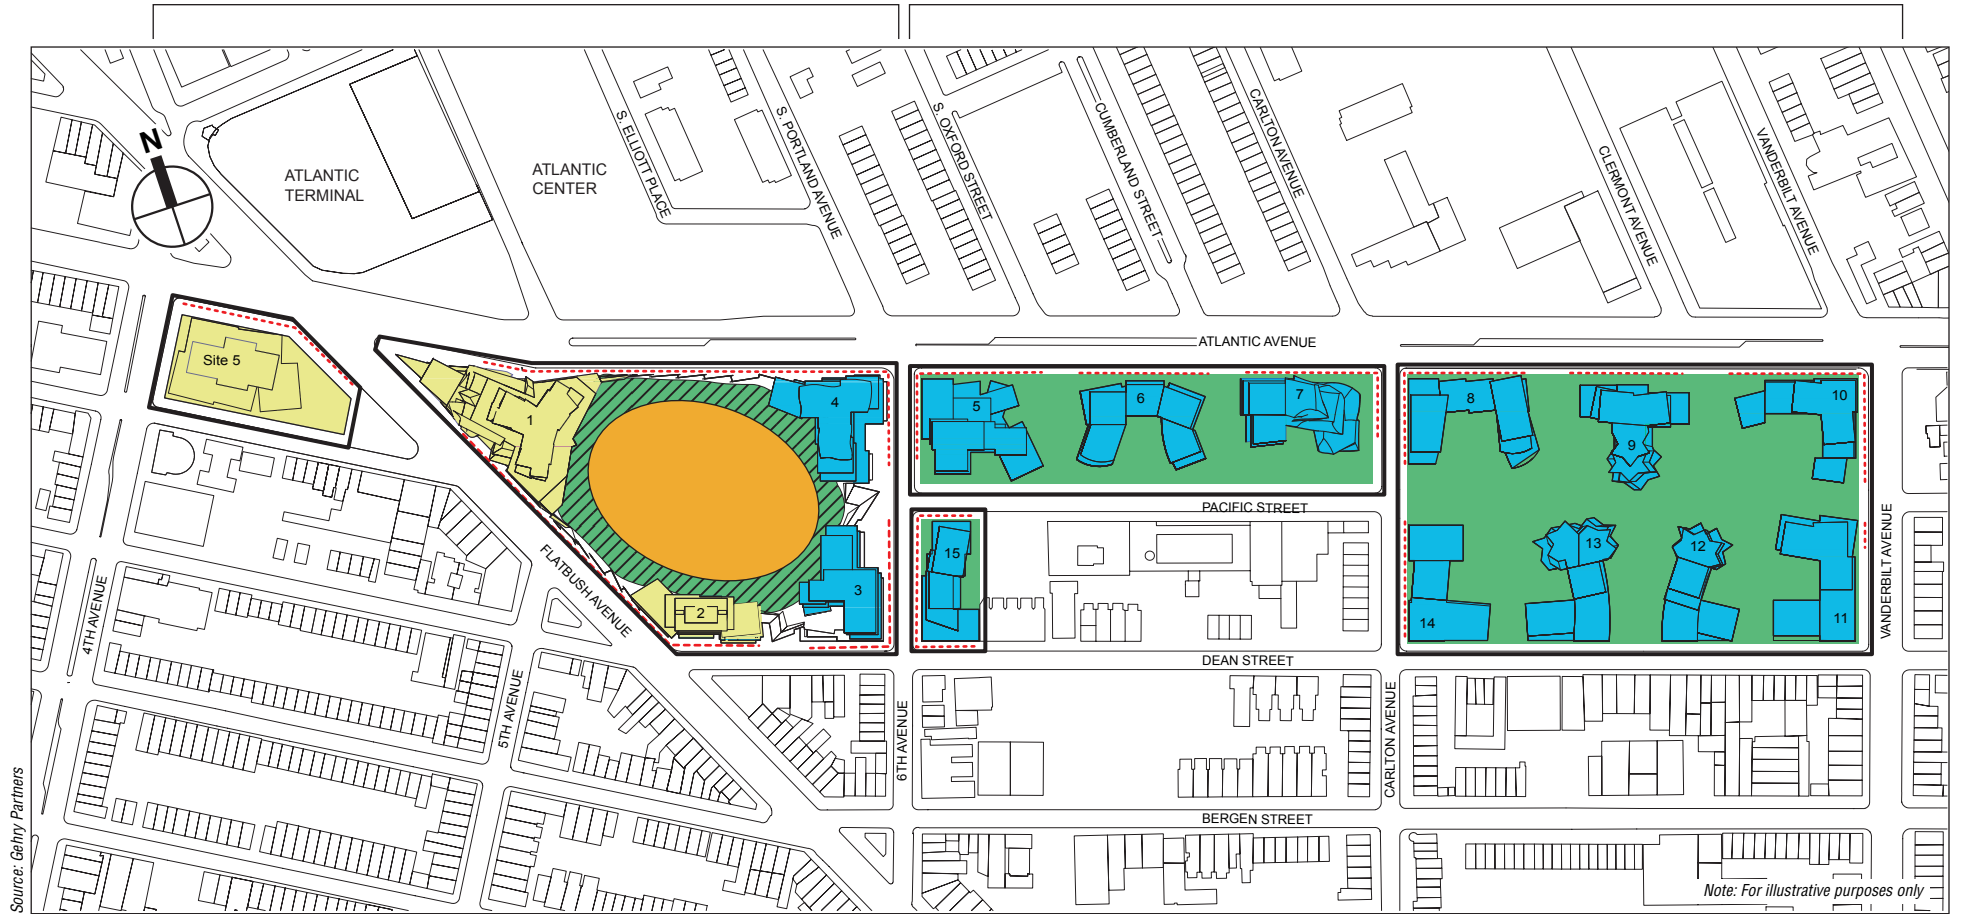 N
ATLANTIC
TERMINAL
ATLANTIC
CENTER
S. ELLIOTT PLACE
S. PORTLAND AVENUE
S. OXFORD STREET
CUMBERLAND STREET
CARLTON AVENUE
CLERMONT AVENUE
VANDERBILT AVENUE
ATLANTIC AVENUE
Site 5
1
4
5
6
7
8
9
10
PACIFIC STREET
15
13
12
3
2
14
11
FLATBUSH AVENUE
4TH AVENUE
5TH AVENUE
6TH AVENUE
DEAN STREET
CARLTON AVENUE
VANDERBILT AVENUE
BERGEN STREET
Source: Gehry Partners
Note: For illustrative purposes only